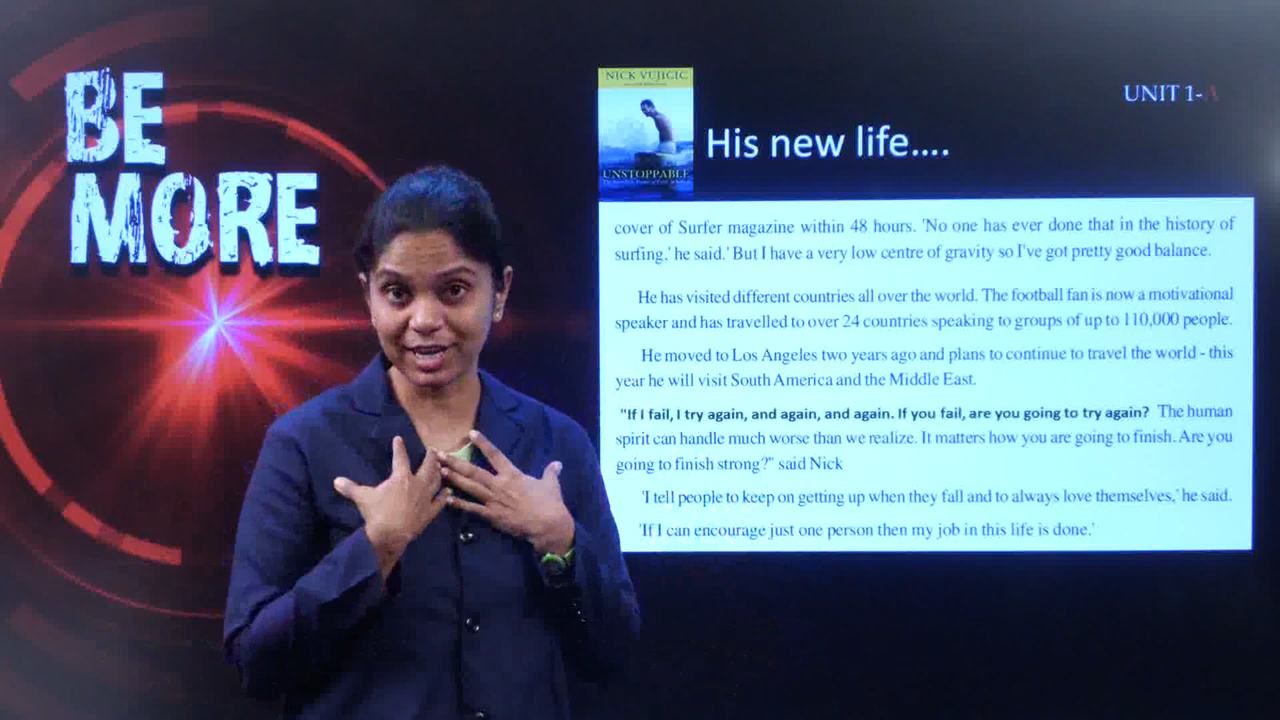 BE
MORE
NICK VUJICIC
UNSTOPPABLE
UNIT 1-A
His new life....
cover of Surfer magazine within 48 hours. 'No one has ever done that in the history of
surfing,' he said.' But I have a very low centre of gravity so I've got pretty good balance.
He has visited different countries all over the world. The football fan is now a motivational
speaker and has travelled to over 24 countries speaking to groups of up to 110,000 people.
He moved to Los Angeles two years ago and plans to continue to travel the world - this
year he will visit South America and the Middle East.
"If I fail, I try again, and again, and again. If you fail, are you going to try again? The human
spirit can handle much worse than we realize. It matters how you are going to finish. Are you
going to finish strong?" said Nick
'I tell people to keep on getting up when they fall and to always love themselves,' he said.
'If I can encourage just one person then my job in this life is done.'